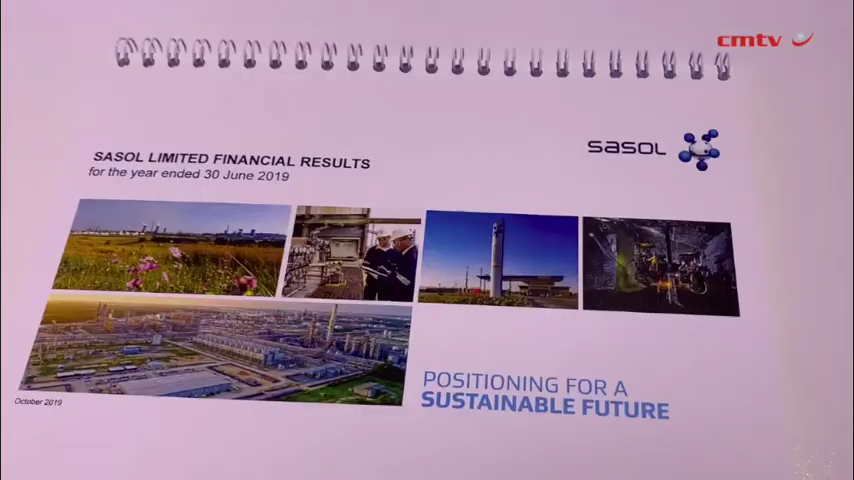 cmtv
sasol
SASOL LIMITED FINANCIAL RESULTS
for the year ended 30 June 2019
POSITIONING FOR A
SUSTAINABLE FUTURE
October 2019